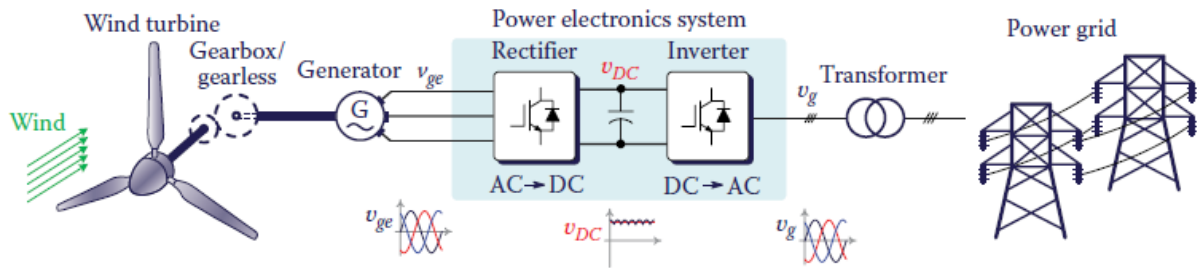 Power electronics system
Wind turbine
Power grid
Gearbox/
gearless
Generator
v_ge
Rectifier
v_DC
Inverter
v_g
Transformer
Wind
G
AC→DC
DC→AC
v_ge
v_DC
v_g